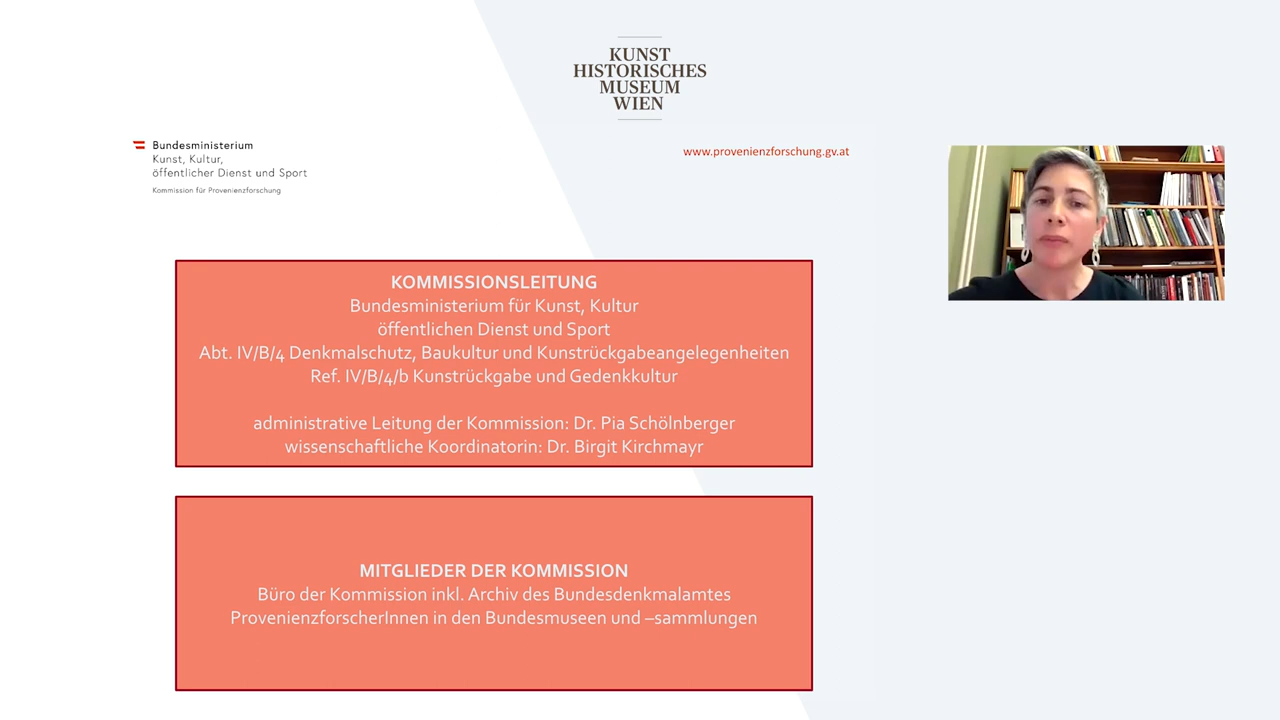 KUNST
HISTORISCHES
MUSEUM
WIEN
Bundesministerium
Kunst, Kultur,
öffentlicher Dienst und Sport
Kommission für Provenienzforschung
www.provenienzforschung.gv.at
KOMMISSIONSLEITUNG
Bundesministerium für Kunst, Kultur
öffentlichen Dienst und Sport
Abt. IV/B/4 Denkmalschutz, Baukultur und Kunstrückgabeangelegenheiten
Ref. IV/B/4/b Kunstrückgabe und Gedenkkultur
administrative Leitung der Kommission: Dr. Pia Schölnberger
wissenschaftliche Koordinatorin: Dr. Birgit Kirchmayr
MITGLIEDER DER KOMMISSION
Büro der Kommission inkl. Archiv des Bundesdenkmalamtes
ProvenienzforscherInnen in den Bundesmuseen und –sammlungen